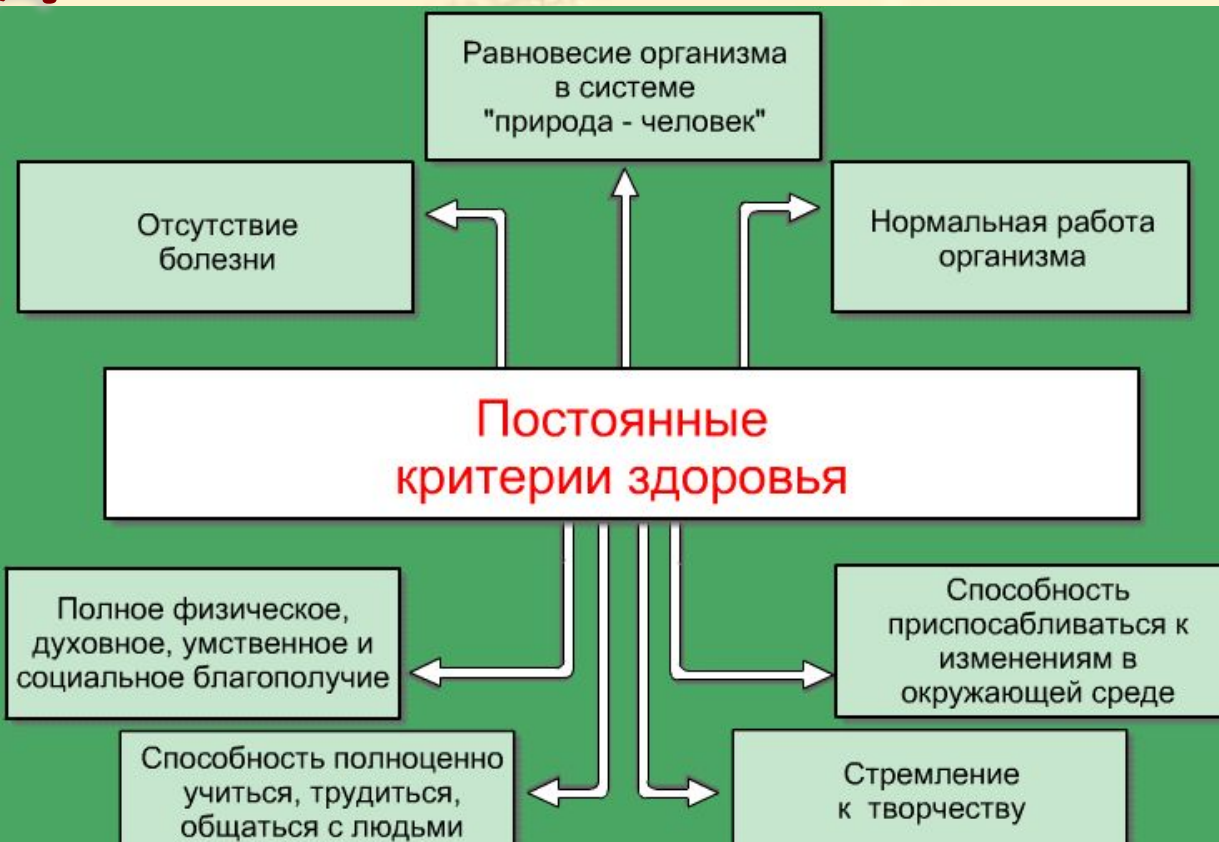 Равновесие организма
в системе
"природа - человек"
Отсутствие
болезни
Нормальная работа
организма
Постоянные
критерии здоровья
Полное физическое,
духовное, умственное и
социальное благополучие
Способность
приспосабливаться к
изменениям в
окружающей среде
Способность полноценно
учиться, трудиться,
общаться с людьми
Стремление
к творчеству